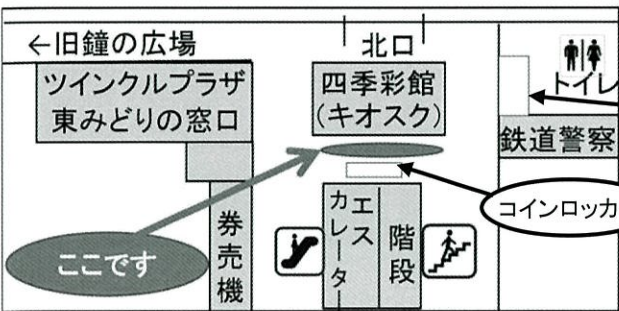 ←旧鐘の広場
北口
ツインクルプラザ
東みどりの窓口
四季彩館
(キオスク)
トイレ
鉄道警察
コインロッカ
ここです
券売機
エス
カレーター
階段